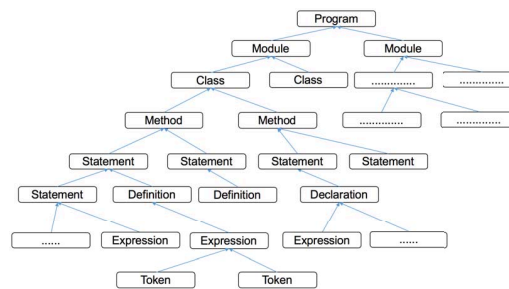 Program
Module Module
Class Class .............. ..............
Method Method .............. ..............
Statement Statement Statement Statement
Statement Definition Definition Declaration
...... Expression Expression Expression ......
Token Token